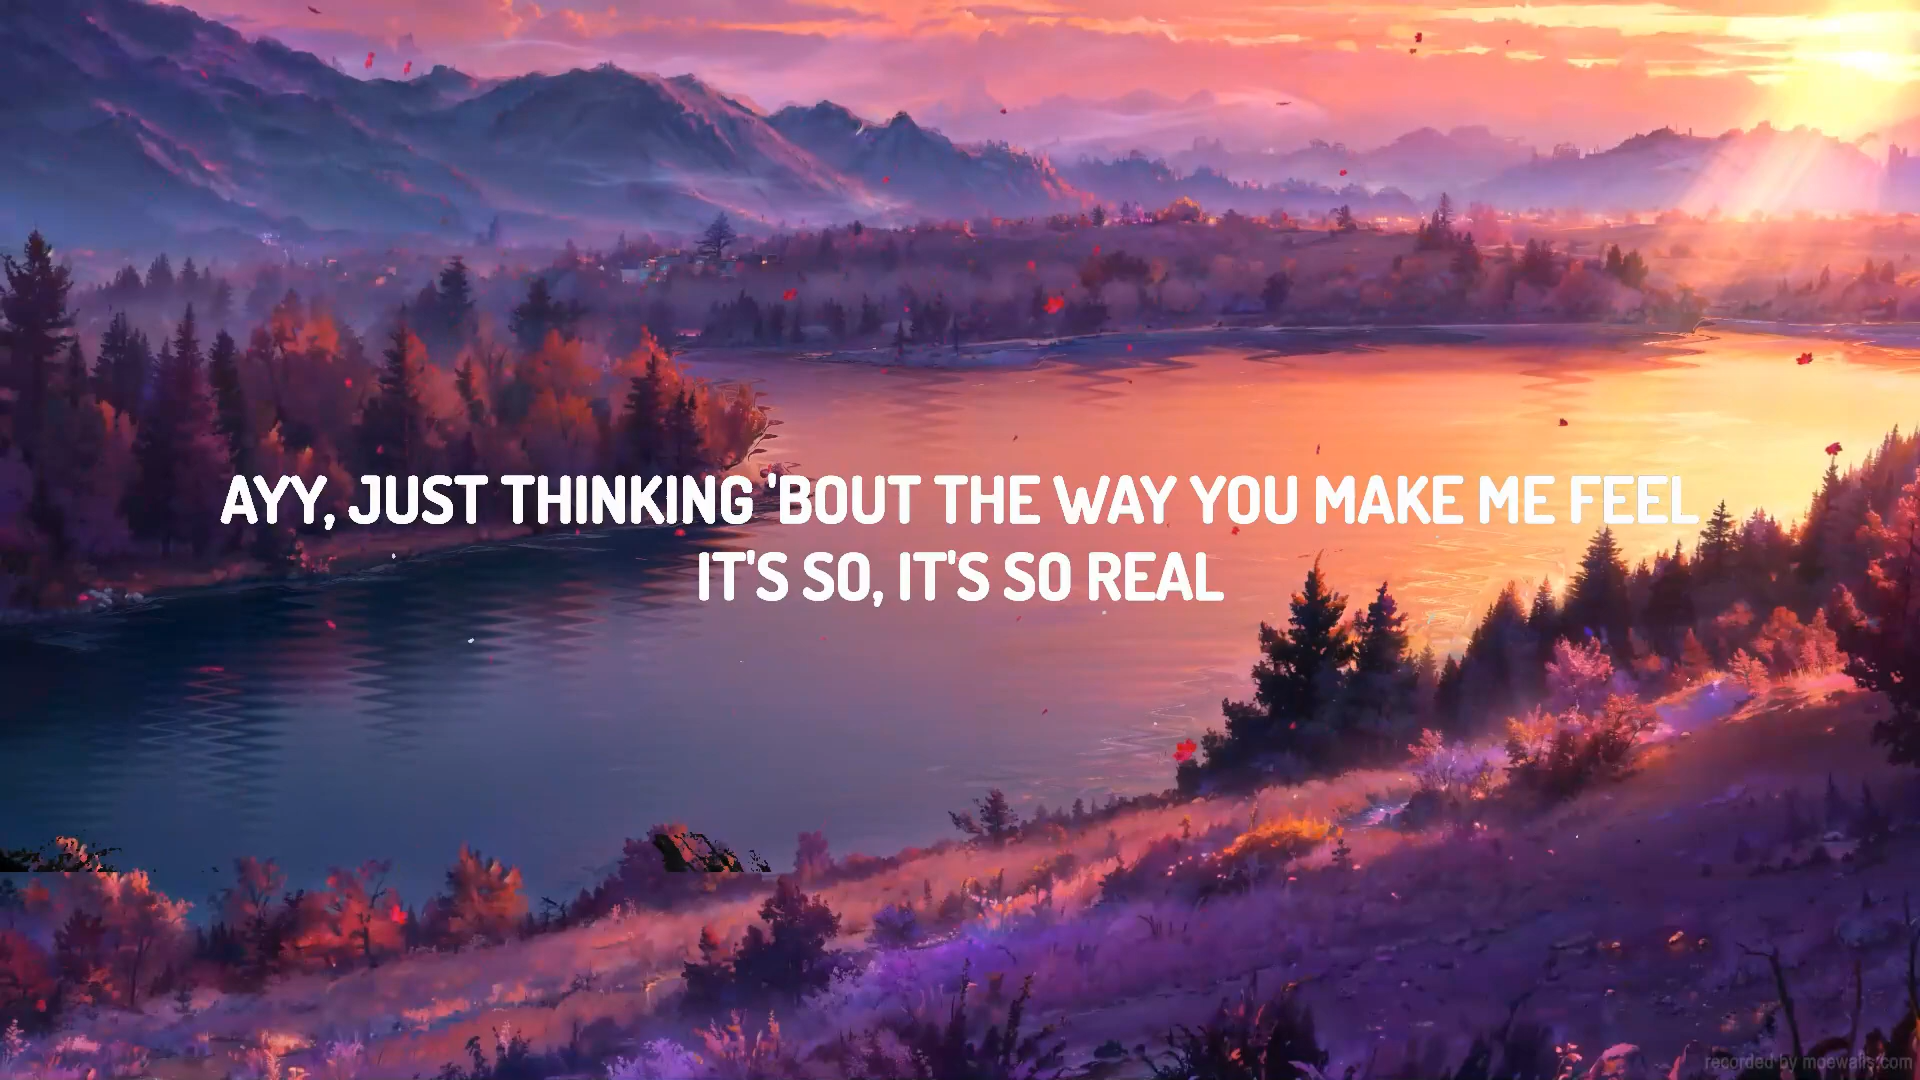 AYY, JUST THINKING 'BOUT THE WAY YOU MAKE ME FEEL
IT'S SO, IT'S SO REAL
recorded by moewalls.com